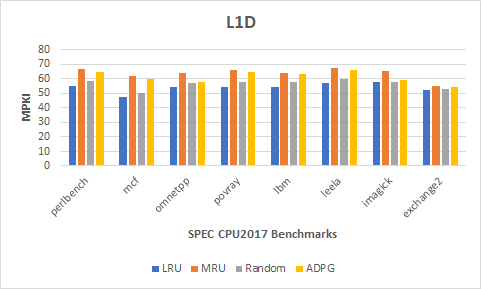 L1D
80
70
60
50
40
30
20
10
0
MPKI
perlbench
mcf
omnetpp
povray
lbm
leela
imagick
exchange2
SPEC CPU2017 Benchmarks
LRU MRU Random ADPG